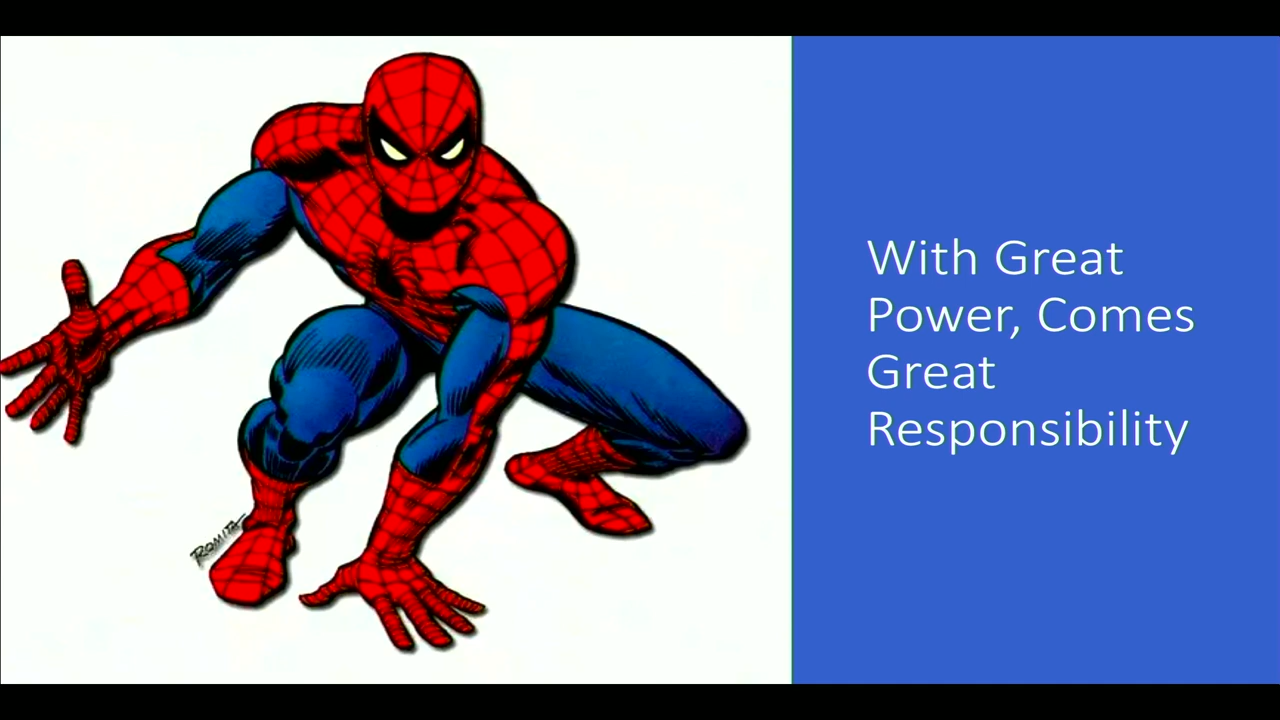 ROMITA
With Great
Power, Comes
Great
Responsibility